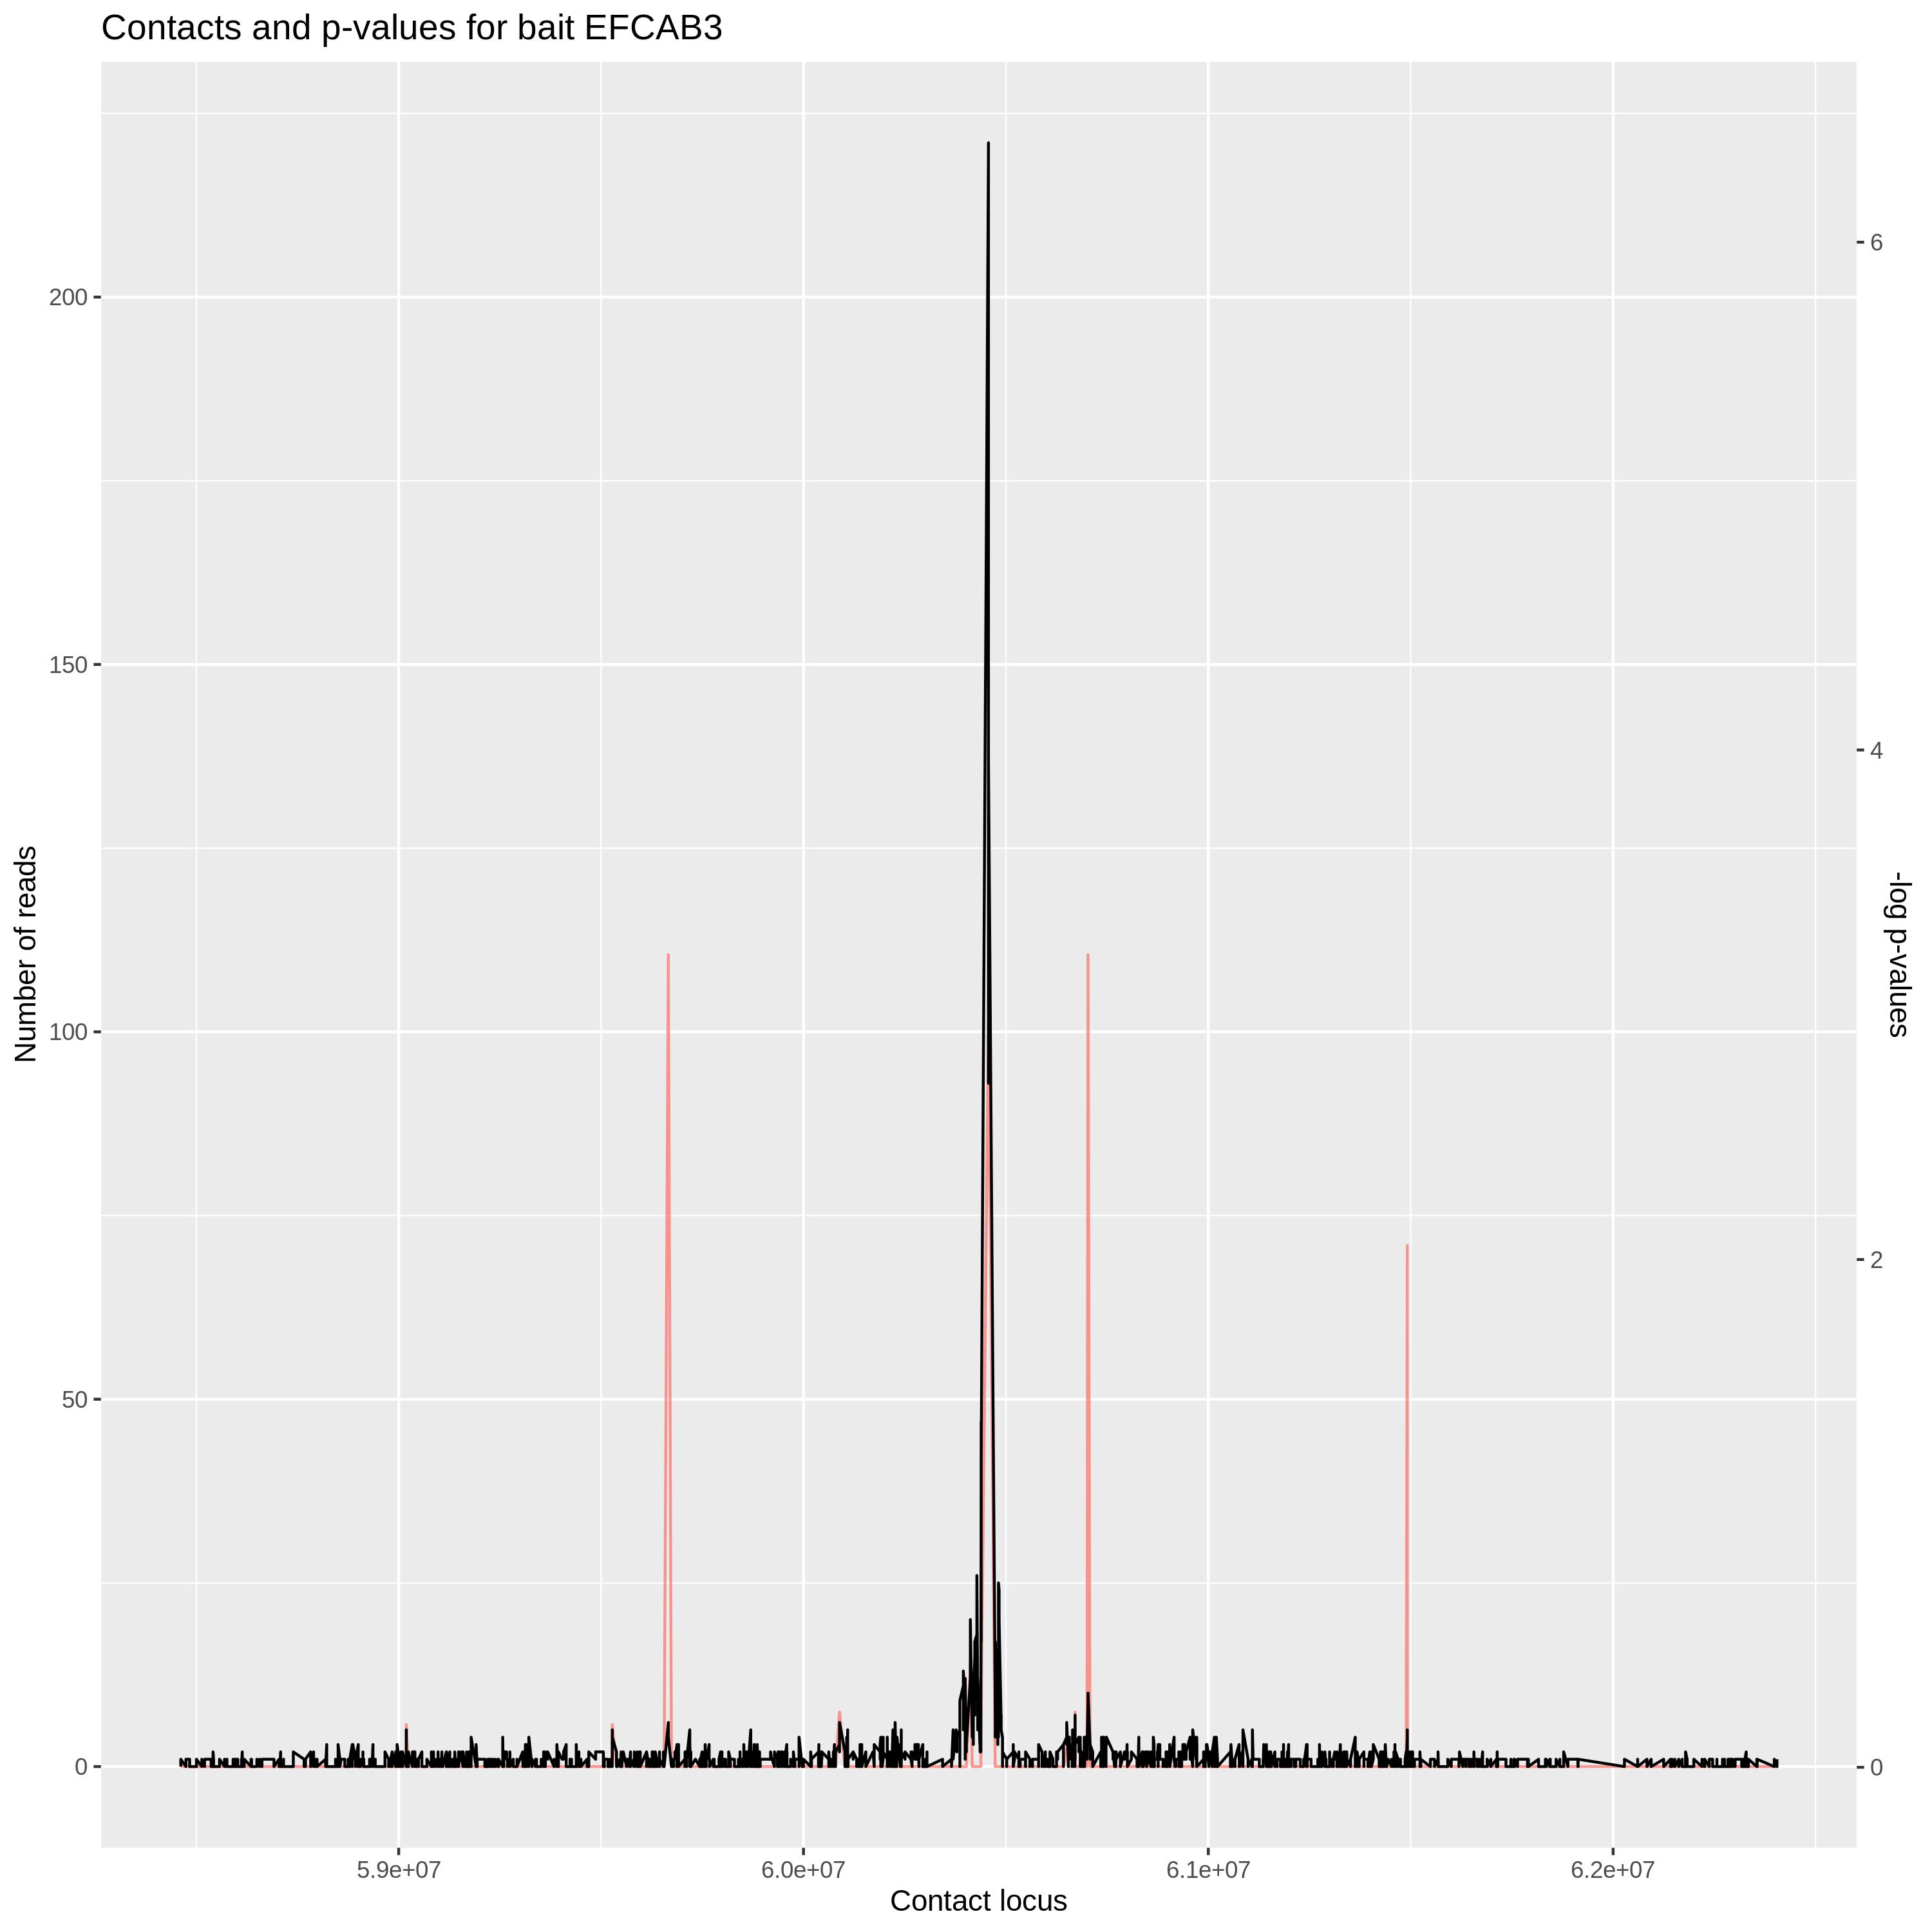 Contacts and p-values for bait EFCAB3
Number of reads
200
150
100
50
0
6
4
2
0
-log p-values
5.9e+07
6.0e+07
6.1e+07
6.2e+07
Contact locus